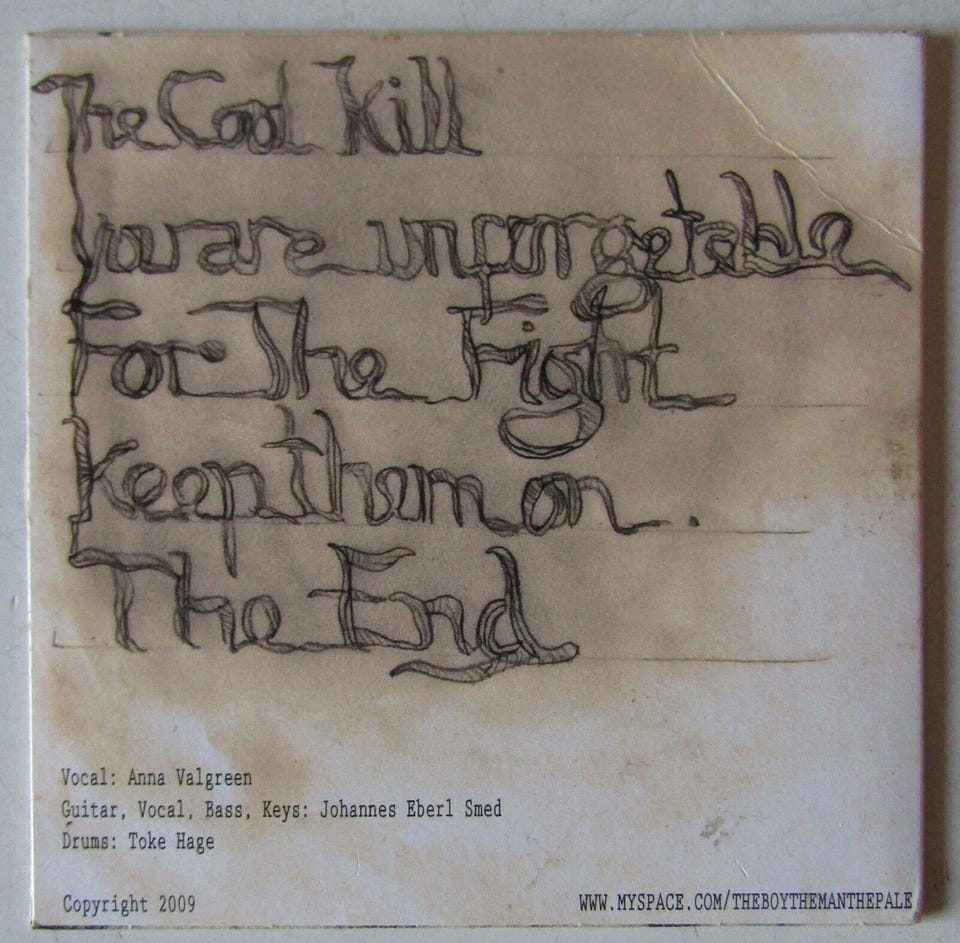 The Cool Kill
you are unforgetable
For The Fight
keep them on.
The End
Vocal: Anna Valgreen
Guitar, Vocal, Bass, Keys: Johannes Eberl Smed
Drums: Toke Hage
Copyright 2009
WWW.MYSPACE.COM/THEBOYTHEMANTHEPALE